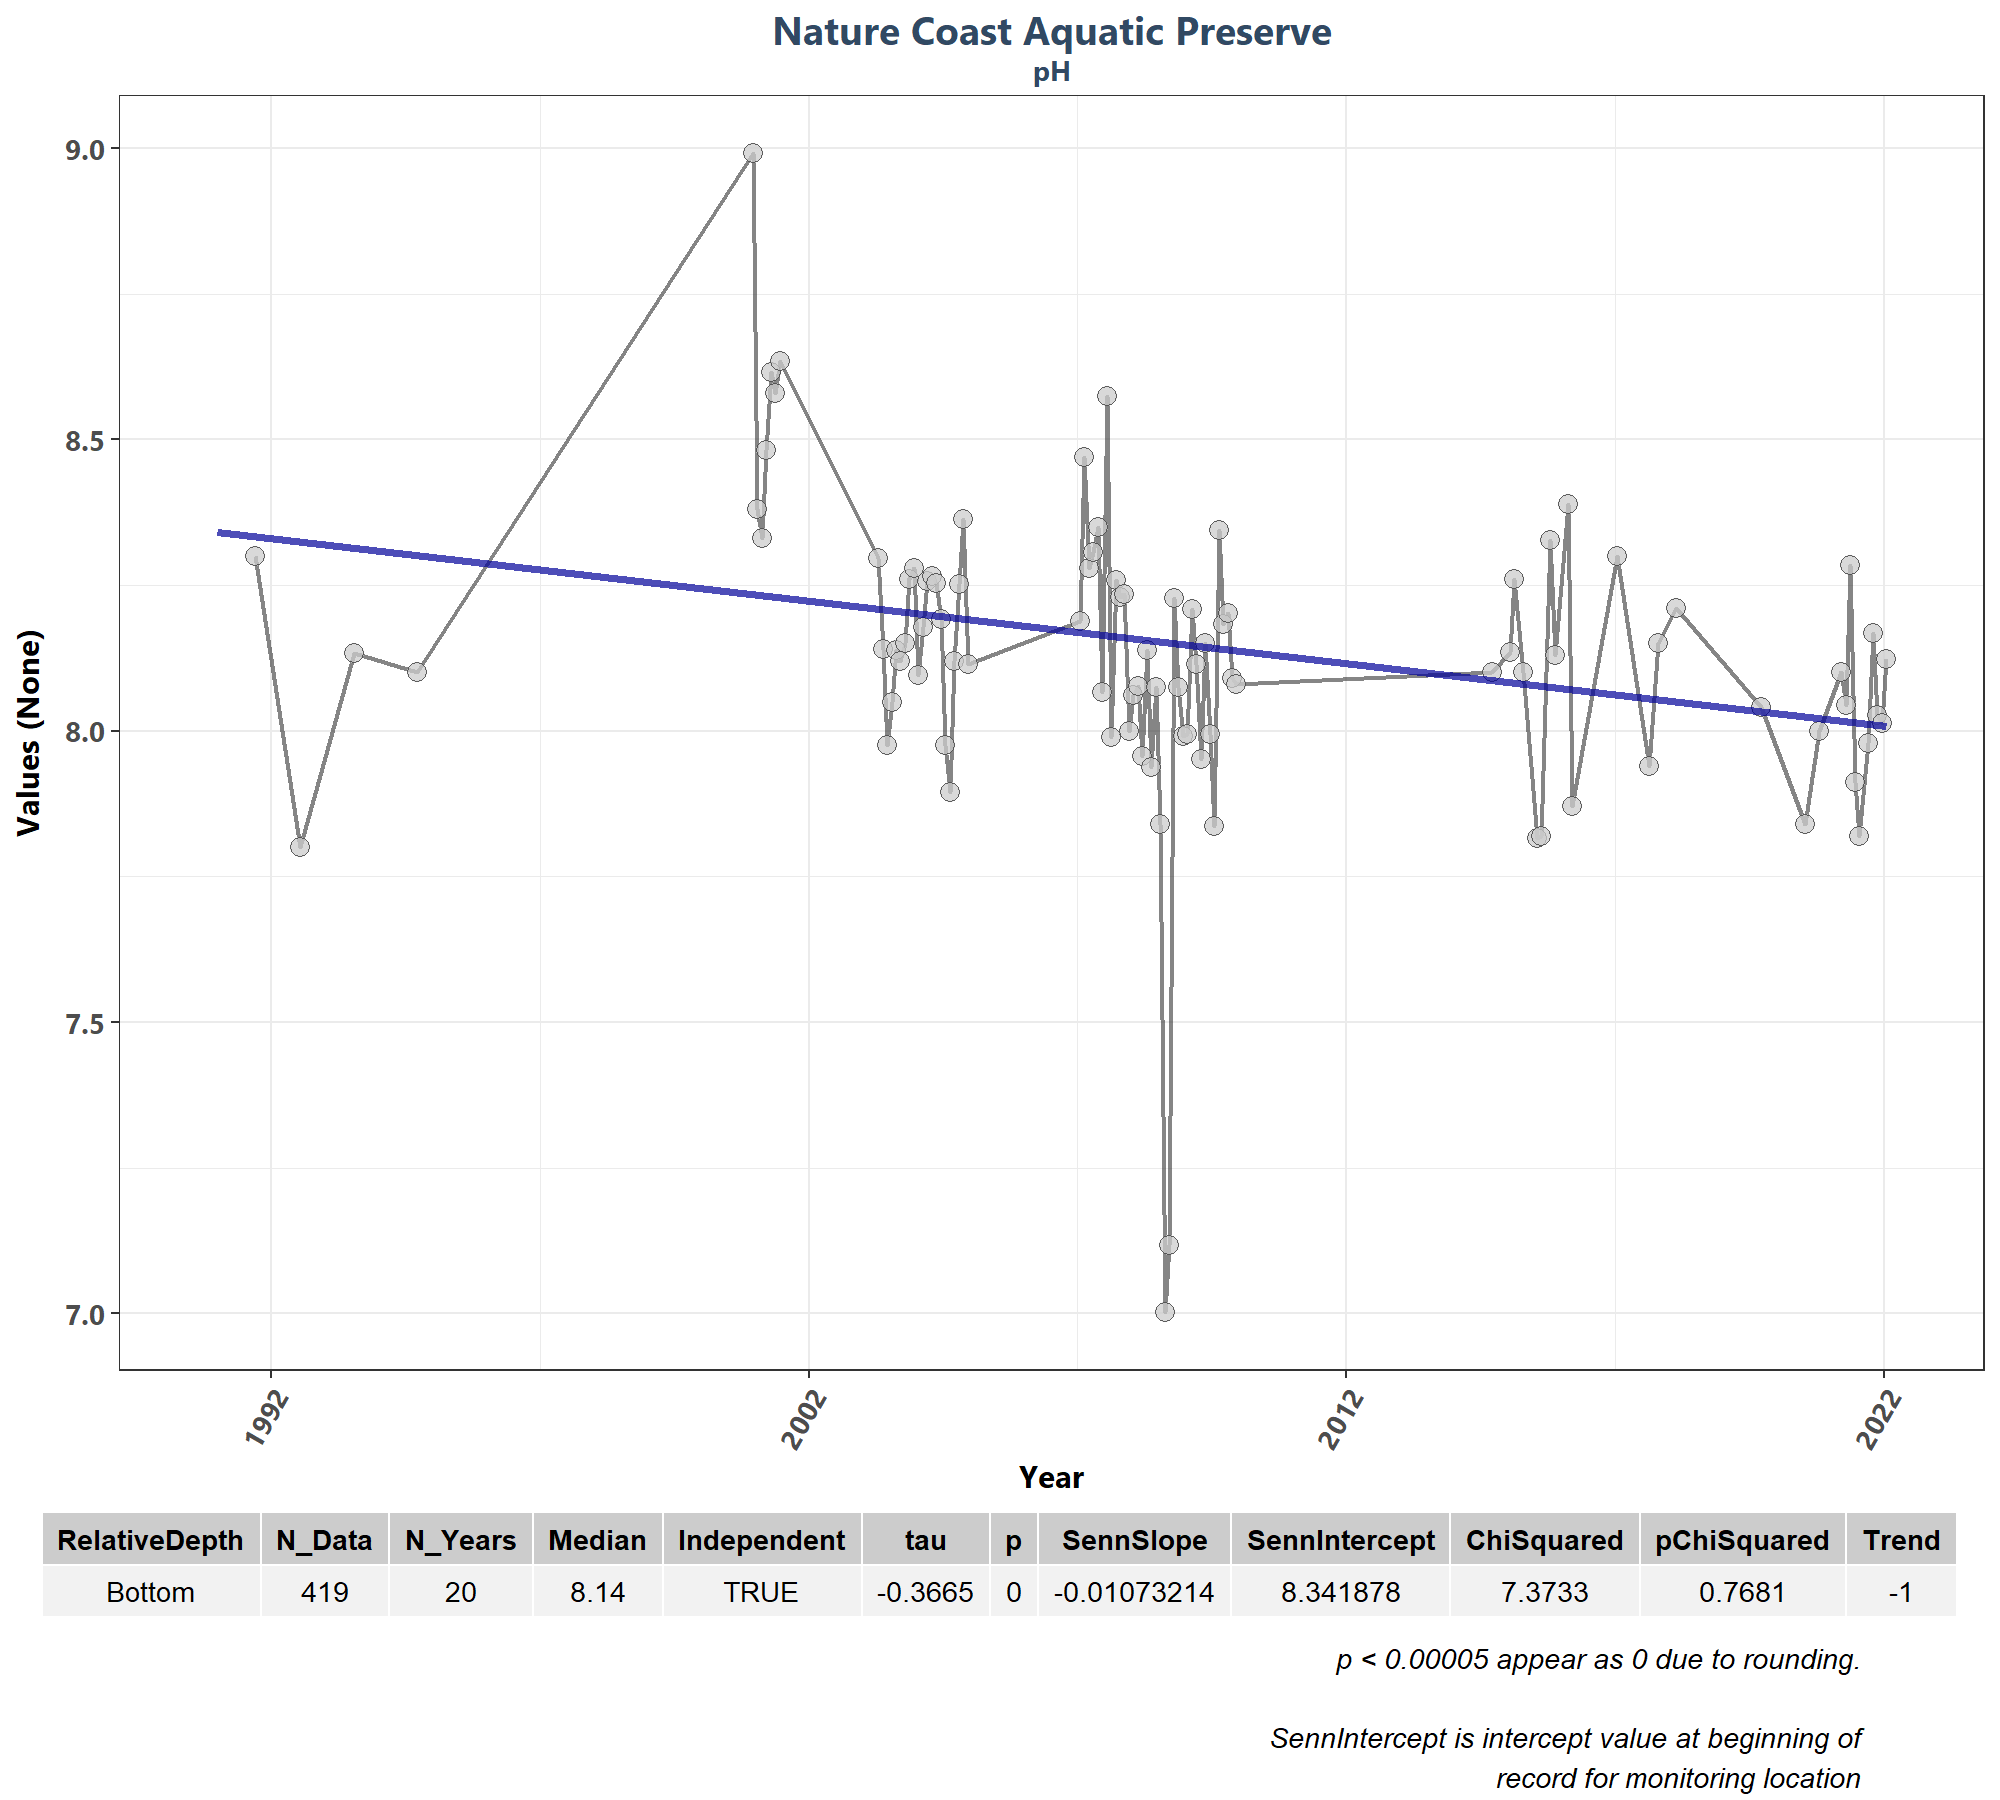 Nature Coast Aquatic Preserve
pH
9.0
8.5
8.0
7.5
7.0
Values (None)
1992
2002
2012
2022
Year
RelativeDepth N_Data N_Years Median Independent tau p SennSlope SennIntercept ChiSquared pChiSquared Trend
Bottom 419 20 8.14 TRUE -0.3665 0 -0.01073214 8.341878 7.3733 0.7681 -1
p < 0.00005 appear as 0 due to rounding.
SennIntercept is intercept value at beginning of
record for monitoring location